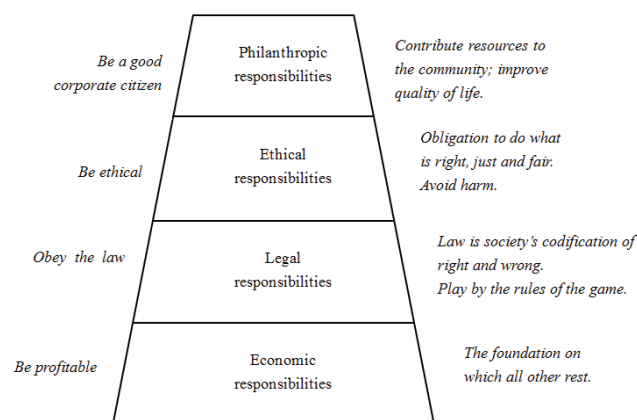 Be a good
corporate citizen
Philanthropic
responsibilities
Contribute resources to
the community; improve
quality of life.
Be ethical
Ethical
responsibilities
Obligation to do what
is right, just and fair.
Avoid harm.
Obey the law
Legal
responsibilities
Law is society's codification of
right and wrong.
Play by the rules of the game.
Be profitable
Economic
responsibilities
The foundation on
which all other rest.